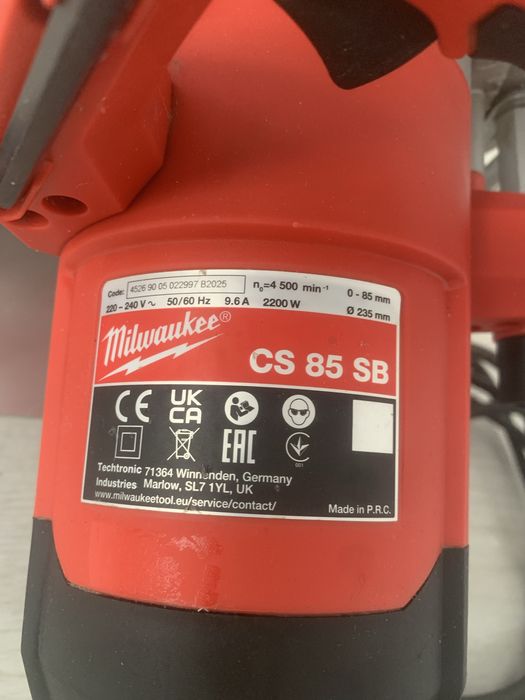 Code: 4526 90 05 022997 B2025
n₀=4 500 min⁻¹
0 - 85 mm
220 - 240 V ~ 50/60 Hz 9.6 A 2200 W
Ø 235 mm
Milwaukee®
CS 85 SB
CE UK CA
EAC
001
Techtronic 71364 Winnenden, Germany
Industries Marlow, SL7 1YL, UK
www.milwaukeetool.eu/service/contact/
Made in P.R.C.